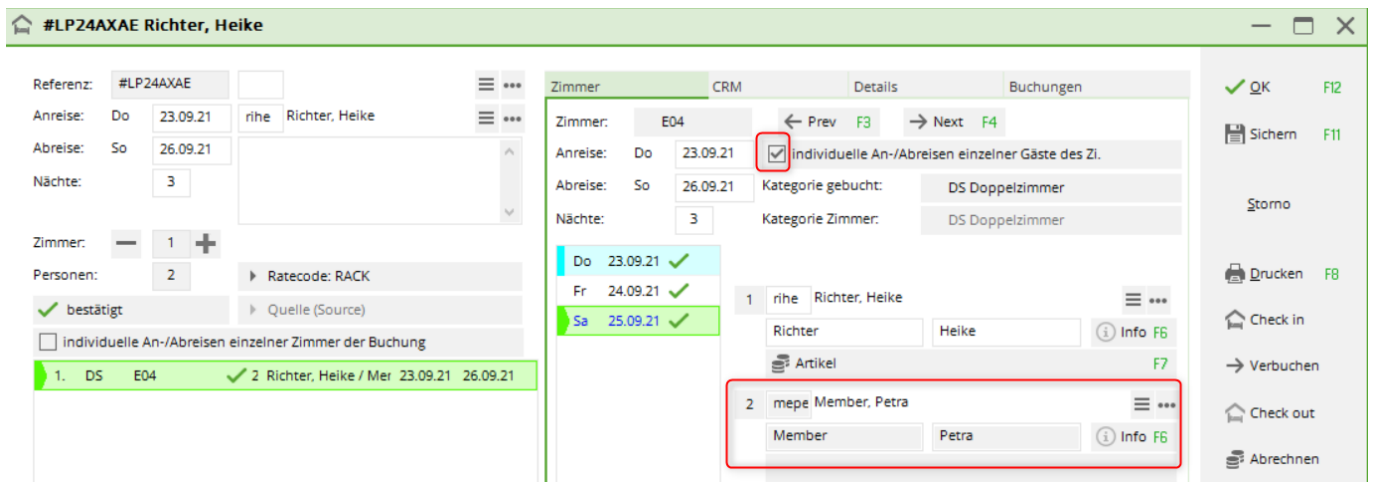 #LP24AXAE Richter, Heike
Referenz: #LP24AXAE
Anreise: Do 23.09.21 rihe Richter, Heike
Abreise: So 26.09.21
Nächte: 3
Zimmer: 1
Personen: 2 Ratecode: RACK
bestätigt Quelle (Source)
individuelle An-/Abreisen einzelner Zimmer der Buchung
1. DS E04 2 Richter, Heike / Mer 23.09.21 26.09.21
Zimmer CRM Details Buchungen
Zimmer: E04 Prev F3 Next F4
Anreise: Do 23.09.21 individuelle An-/Abreisen einzelner Gäste des Zi.
Abreise: So 26.09.21 Kategorie gebucht: DS Doppelzimmer
Nächte: 3 Kategorie Zimmer: DS Doppelzimmer
Do 23.09.21
Fr 24.09.21
Sa 25.09.21
1 rihe Richter, Heike
Richter Heike Info F6
Artikel F7
2 mepe Member, Petra
Member Petra Info F6
OK F12
Sichern F11
Storno
Drucken F8
Check in
Verbuchen
Check out
Abrechnen